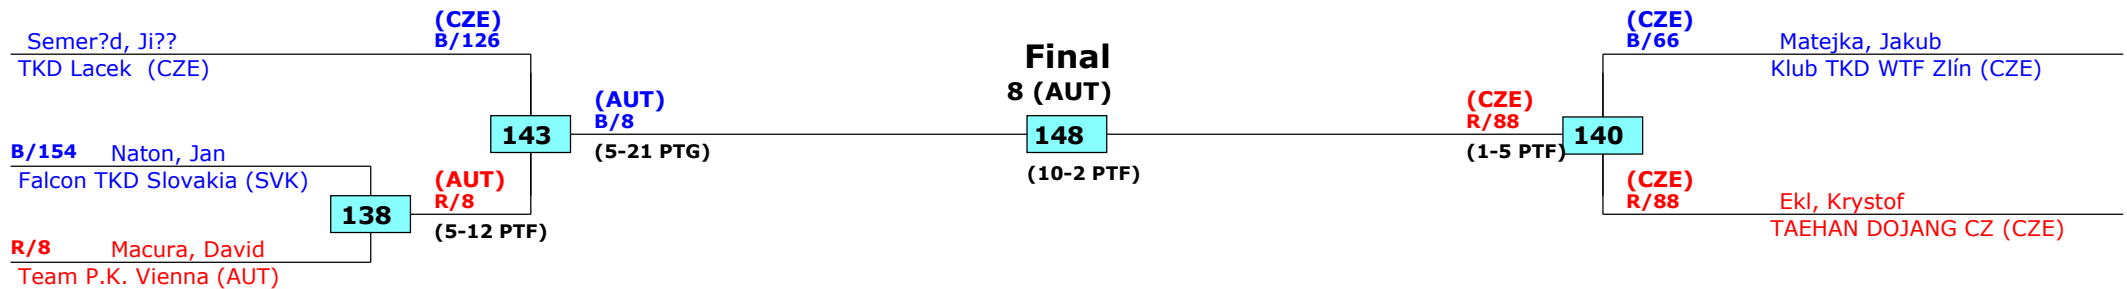 (CZE)
B/126
Semer?d, Ji??
TKD Lacek  (CZE)
B/154 Naton, Jan
Falcon TKD Slovakia (SVK)
138
R/8 Macura, David
Team P.K. Vienna (AUT)
(AUT)
R/8
(5-12 PTF)
143
(AUT)
B/8
(5-21 PTG)
Final
8 (AUT)
148
(10-2 PTF)
(CZE)
R/88
(1-5 PTF)
140
(CZE)
B/66
Matejka, Jakub
Klub TKD WTF Zlín (CZE)
(CZE)
R/88
Ekl, Krystof
TAEHAN DOJANG CZ (CZE)